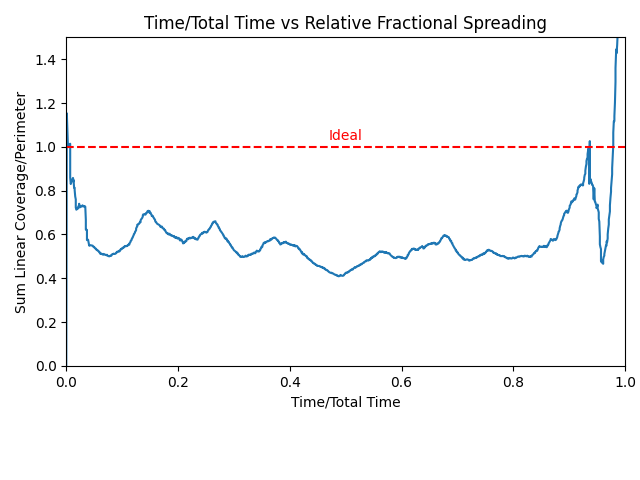 Time/Total Time vs Relative Fractional Spreading
Sum Linear Coverage/Perimeter
1.4
1.2
1.0
0.8
0.6
0.4
0.2
0.0
Ideal
0.0 0.2 0.4 0.6 0.8 1.0
Time/Total Time